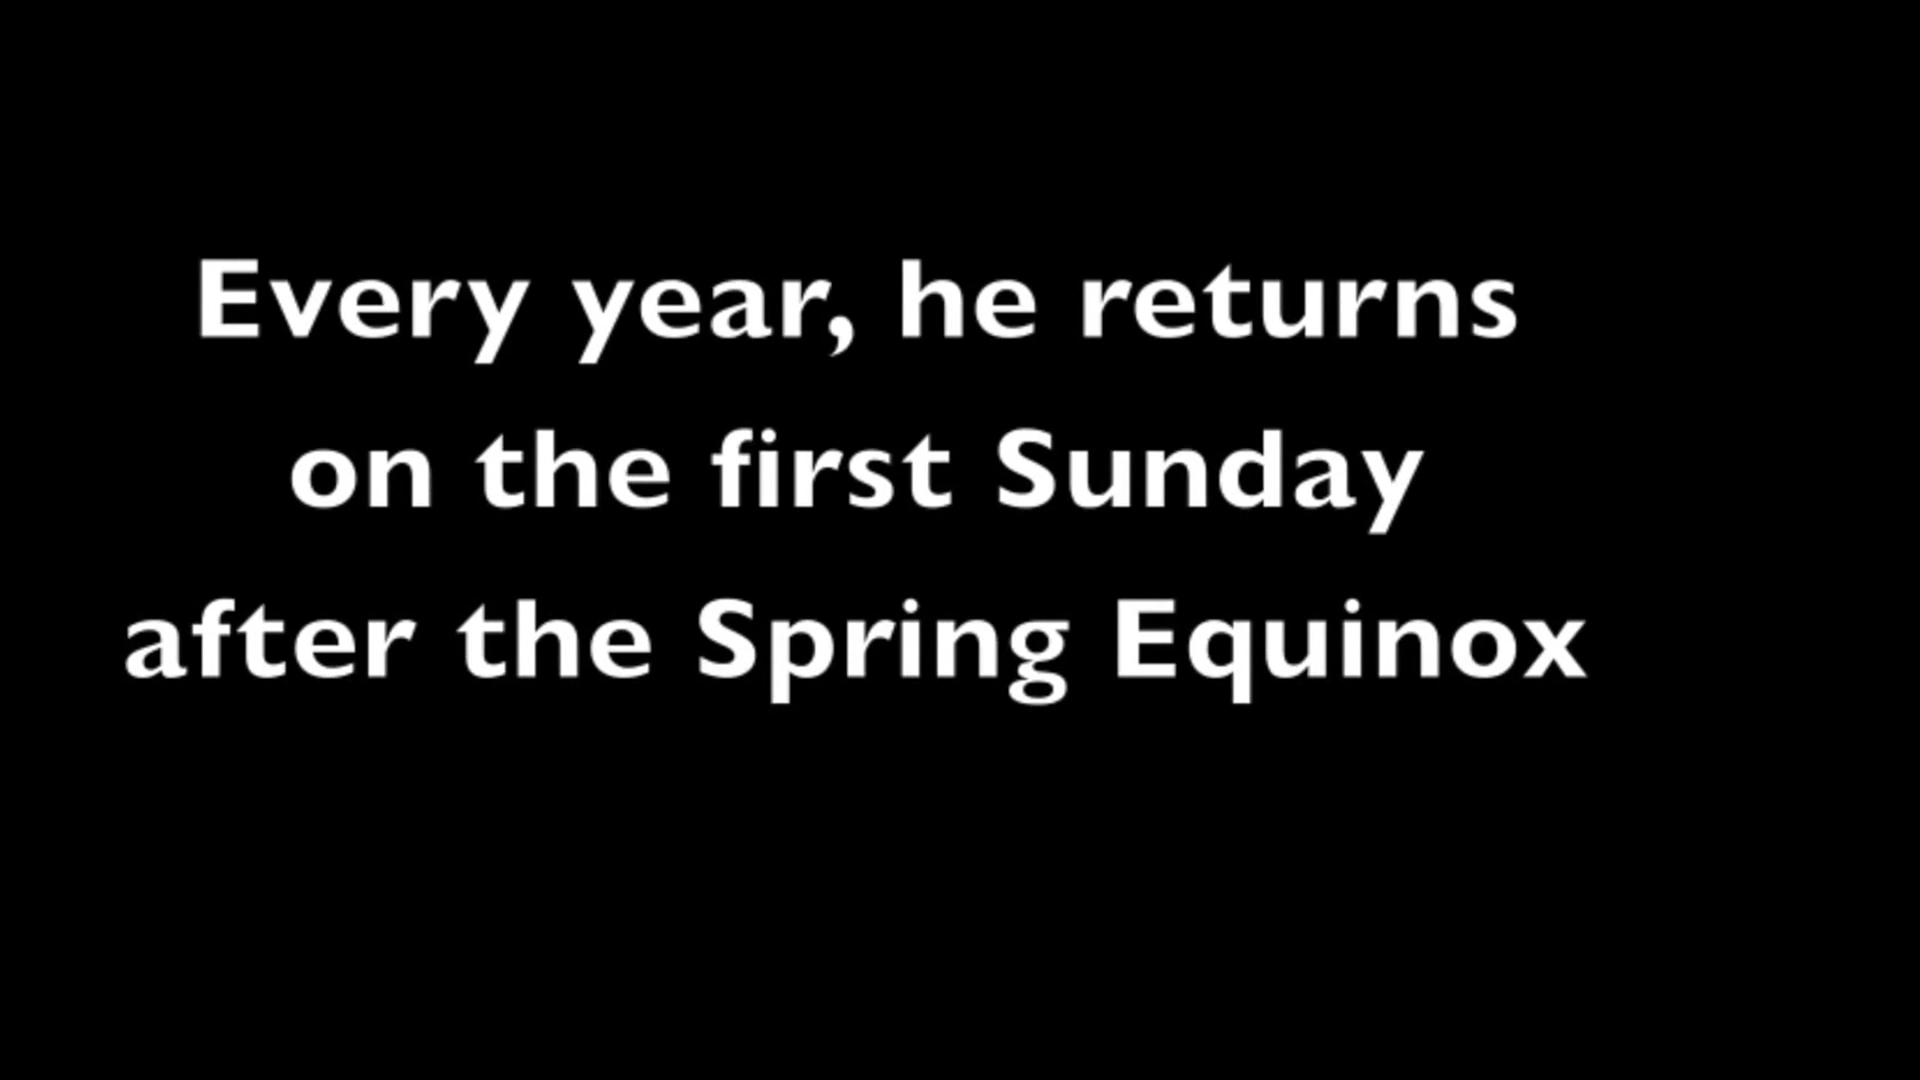 Every year, he returns
on the first Sunday
after the Spring Equinox